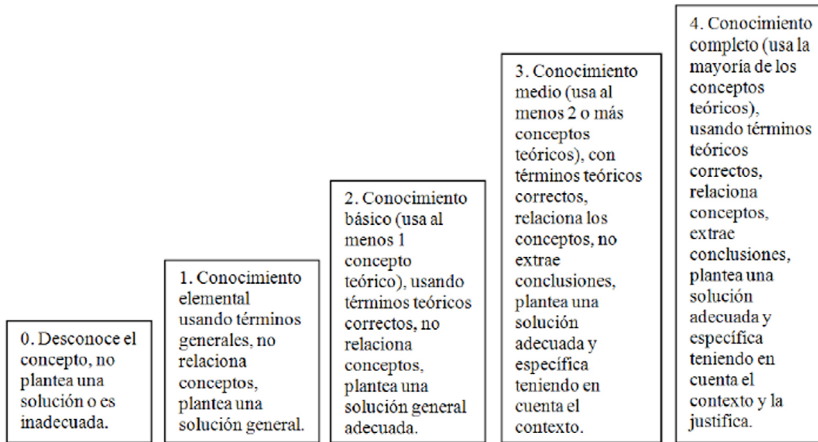 0. Desconoce el
concepto, no
plantea una
solución o es
inadecuada.
1. Conocimiento
elemental
usando términos
generales, no
relaciona
conceptos,
plantea una
solución general.
2. Conocimiento
básico (usa al
menos 1
concepto
teórico), usando
términos teóricos
correctos, no
relaciona
conceptos,
plantea una
solución general
adecuada.
3. Conocimiento
medio (usa al
menos 2 o más
conceptos
teóricos), con
términos teóricos
correctos,
relaciona los
conceptos, no
extrae
conclusiones,
plantea una
solución
adecuada y
específica
teniendo en
cuenta el
contexto.
4. Conocimiento
completo (usa la
mayoría de los
conceptos
teóricos),
usando términos
teóricos
correctos,
relaciona
conceptos,
extrae
conclusiones,
plantea una
solución
adecuada y
específica
teniendo en
cuenta el
contexto y la
justifica.